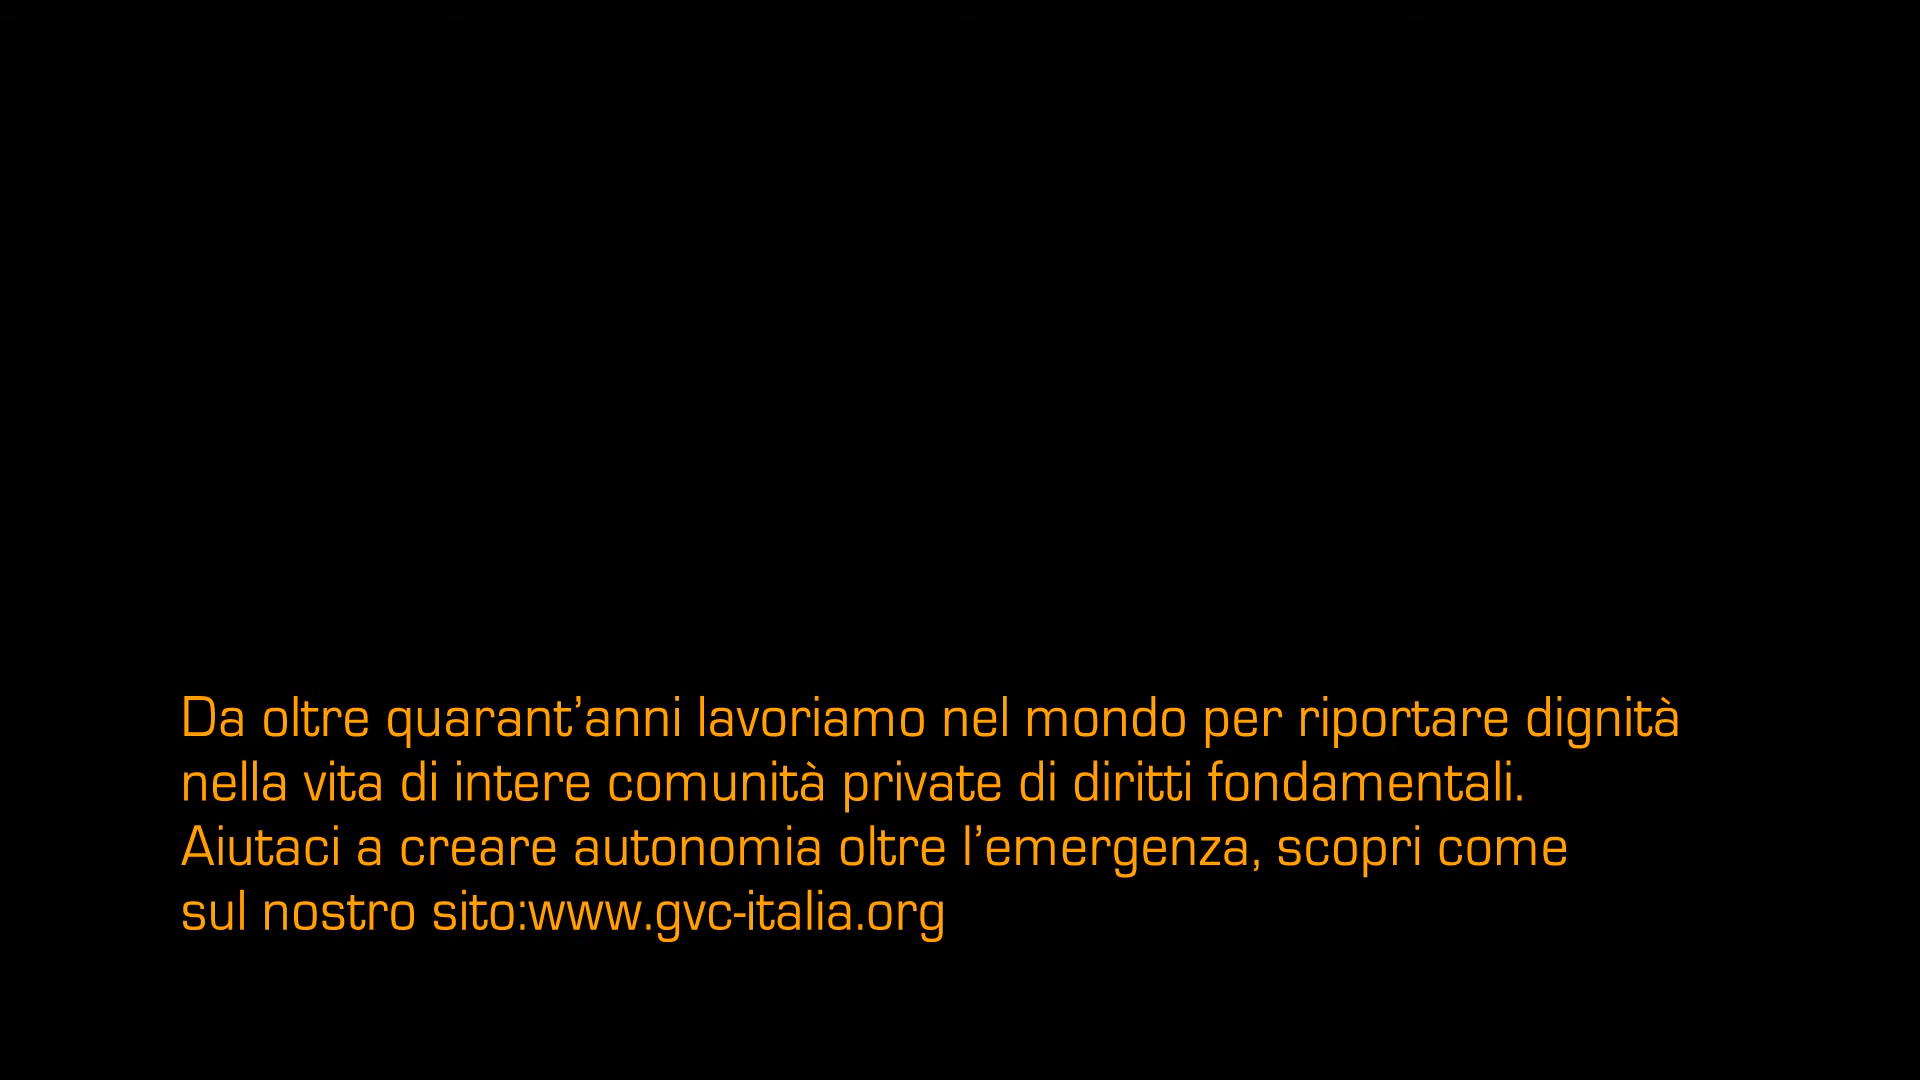 Da oltre quarant’anni lavoriamo nel mondo per riportare dignità
nella vita di intere comunità private di diritti fondamentali.
Aiutaci a creare autonomia oltre l’emergenza, scopri come
sul nostro sito:www.gvc-italia.org